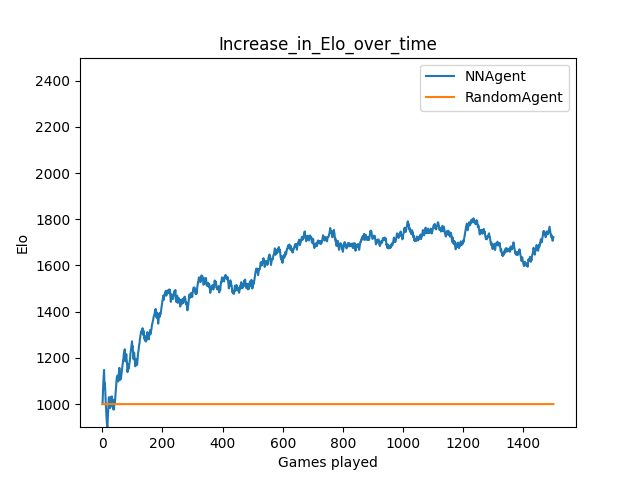 Increase_in_Elo_over_time
NNAgent
RandomAgent
2400
2200
2000
1800
1600
1400
1200
1000
Elo
0 200 400 600 800 1000 1200 1400
Games played